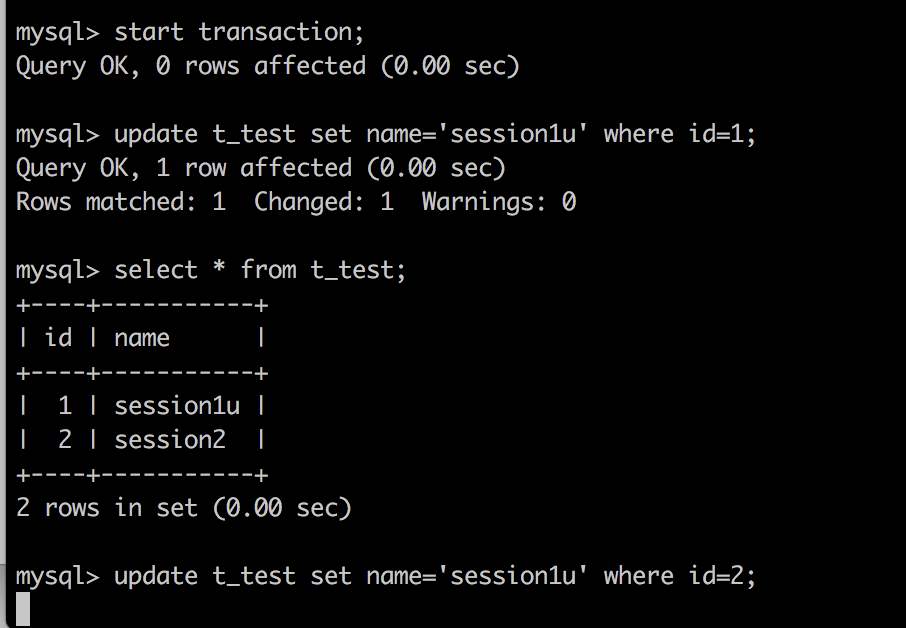 mysql> start transaction;
Query OK, 0 rows affected (0.00 sec)
mysql> update t_test set name='session1u' where id=1;
Query OK, 1 row affected (0.00 sec)
Rows matched: 1  Changed: 1  Warnings: 0
mysql> select * from t_test;
+----+-----------+
| id | name      |
+----+-----------+
|  1 | session1u |
|  2 | session2  |
+----+-----------+
2 rows in set (0.00 sec)
mysql> update t_test set name='session1u' where id=2;